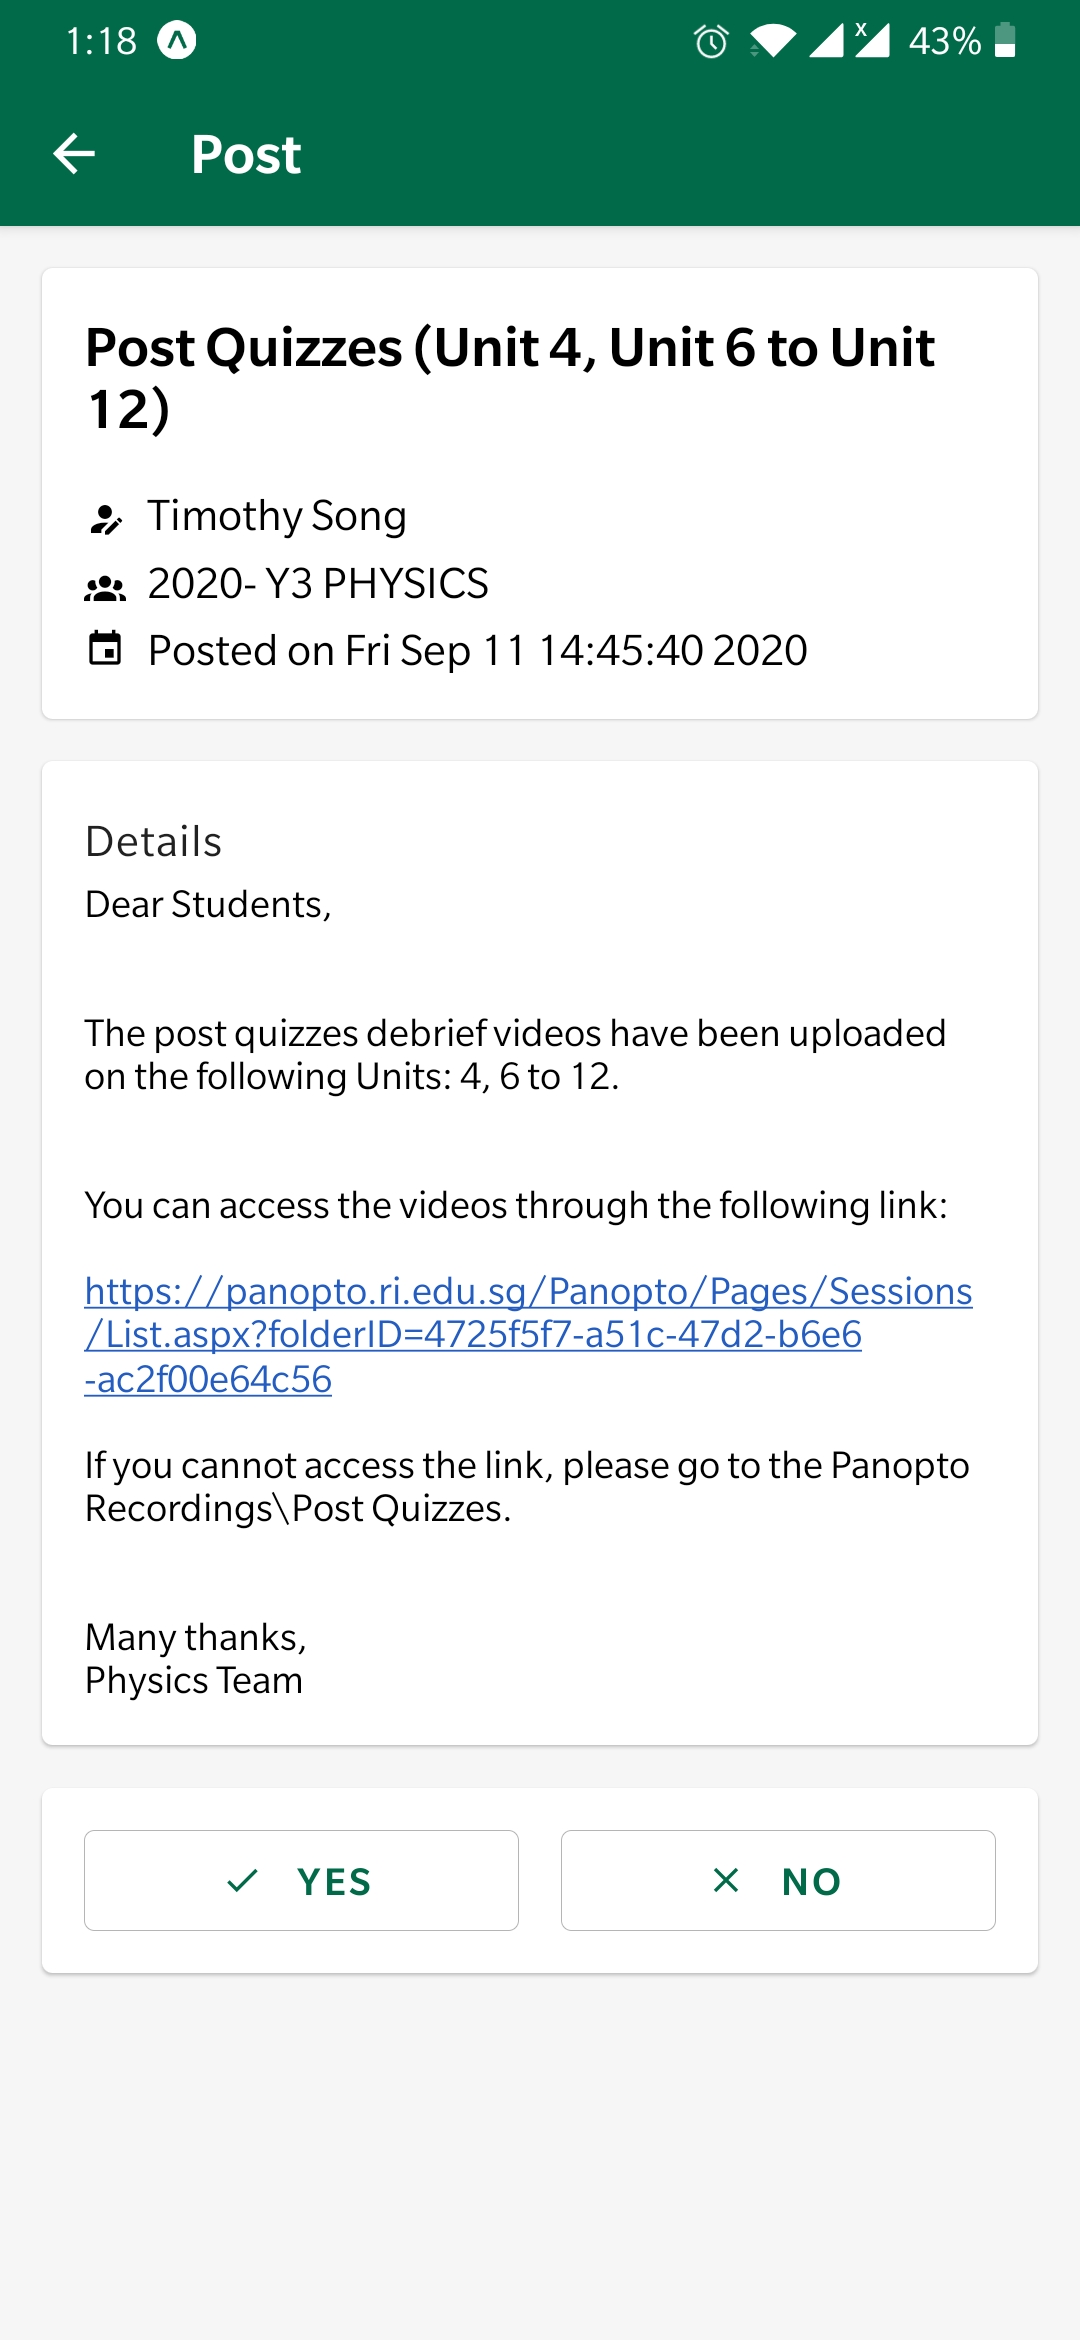 1:18
43%
Post
Post Quizzes (Unit 4, Unit 6 to Unit
12)
Timothy Song
2020- Y3 PHYSICS
Posted on Fri Sep 11 14:45:40 2020
Details
Dear Students,
The post quizzes debrief videos have been uploaded
on the following Units: 4, 6 to 12.
You can access the videos through the following link:
https://panopto.ri.edu.sg/Panopto/Pages/Sessions
/List.aspx?folderID=4725f5f7-a51c-47d2-b6e6
-ac2f00e64c56
If you cannot access the link, please go to the Panopto
Recordings\Post Quizzes.
Many thanks,
Physics Team
YES
NO